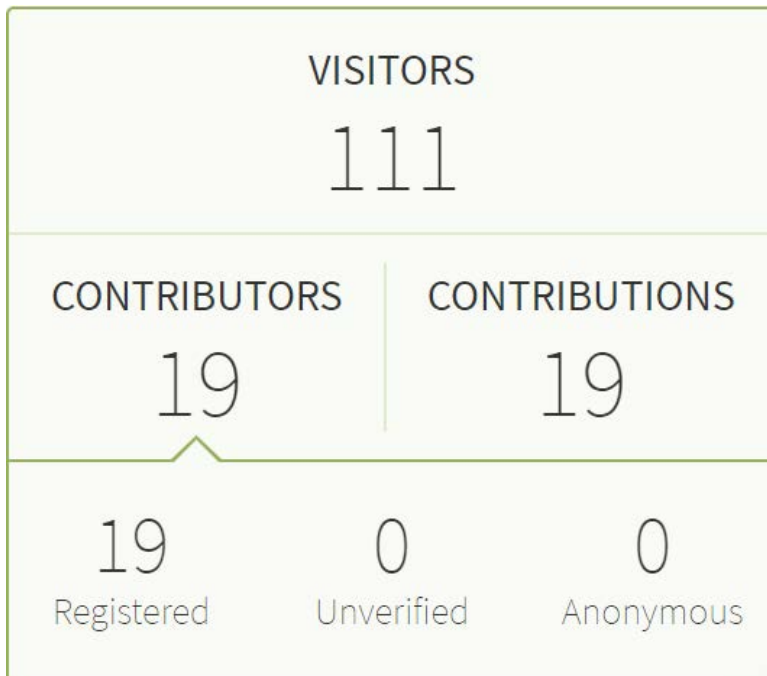 VISITORS
111
CONTRIBUTORS CONTRIBUTIONS
19 19
19 0 0
Registered Unverified Anonymous